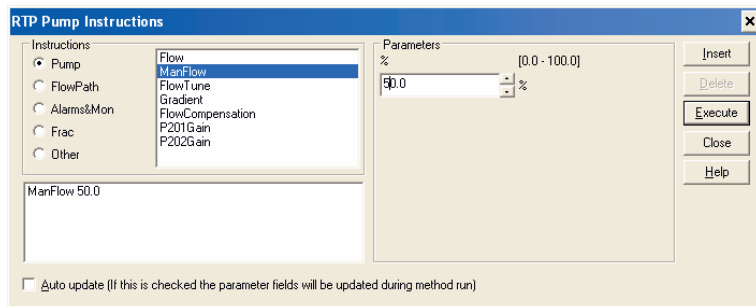 RTP Pump Instructions
Instructions
Pump
FlowPath
Alarms&Mon
Frac
Other
Flow
ManFlow
FlowTune
Gradient
FlowCompensation
P201Gain
P202Gain
Parameters
% [0.0 - 100.0]
50.0 %
Insert
Delete
Execute
Close
Help
ManFlow 50.0
Auto update (If this is checked the parameter fields will be updated during method run)